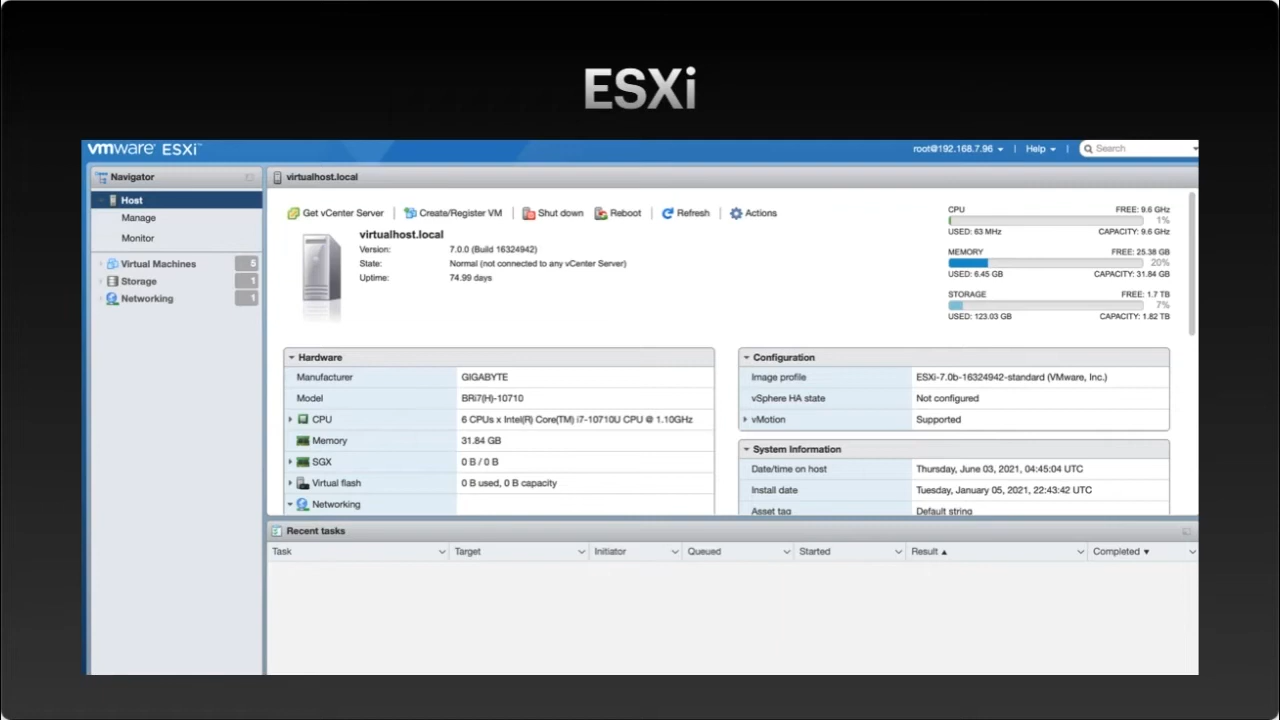 ESXi
vmware ESXi™
root@192.168.7.96 | Help | Search
Navigator
Host
Manage
Monitor
Virtual Machines 5
Storage 1
Networking 1
virtualhost.local
Get vCenter Server | Create/Register VM | Shut down Reboot | Refresh | Actions
virtualhost.local
Version: 7.0.0 (Build 16324942)
State: Normal (not connected to any vCenter Server)
Uptime: 74.99 days
CPU FREE: 9.6 GHz
1%
USED: 63 MHz CAPACITY: 9.6 GHz
MEMORY FREE: 25.38 GB
20%
USED: 6.45 GB CAPACITY: 31.84 GB
STORAGE FREE: 1.7 TB
7%
USED: 123.03 GB CAPACITY: 1.82 TB
Hardware
Manufacturer GIGABYTE
Model BRi7(H)-10710
CPU 6 CPUs x Intel(R) Core(TM) i7-10710U CPU @ 1.10GHz
Memory 31.84 GB
SGX 0 B / 0 B
Virtual flash 0 B used, 0 B capacity
Networking
Configuration
Image profile ESXi-7.0b-16324942-standard (VMware, Inc.)
vSphere HA state Not configured
vMotion Supported
System Information
Date/time on host Thursday, June 03, 2021, 04:45:04 UTC
Install date Tuesday, January 05, 2021, 22:43:42 UTC
Asset tag Default string
Recent tasks
Task Target Initiator Queued Started Result Completed